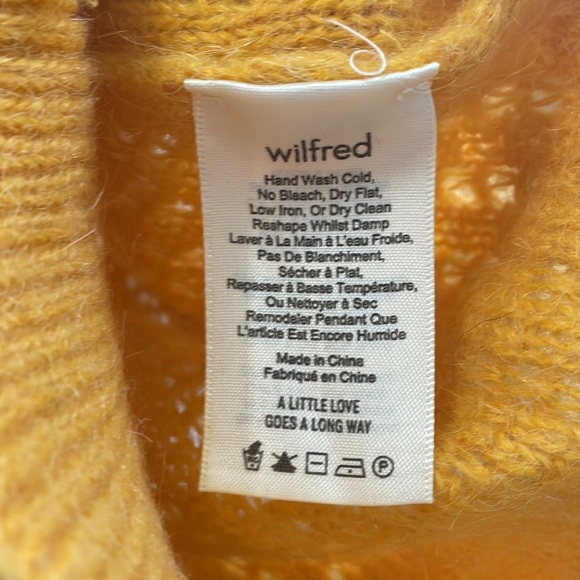 wilfred
Hand Wash Cold,
No Bleach, Dry Flat,
Low Iron, Or Dry Clean
Reshape Whilst Damp
Laver à La Main à L'eau Froide,
Pas De Blanchiment,
Sécher à Plat,
Repasser à Basse Température,
Ou Nettoyer à Sec
Remodeler Pendant Que
L'article Est Encore Humide
Made in China
Fabriqué en Chine
A LITTLE LOVE
GOES A LONG WAY
P